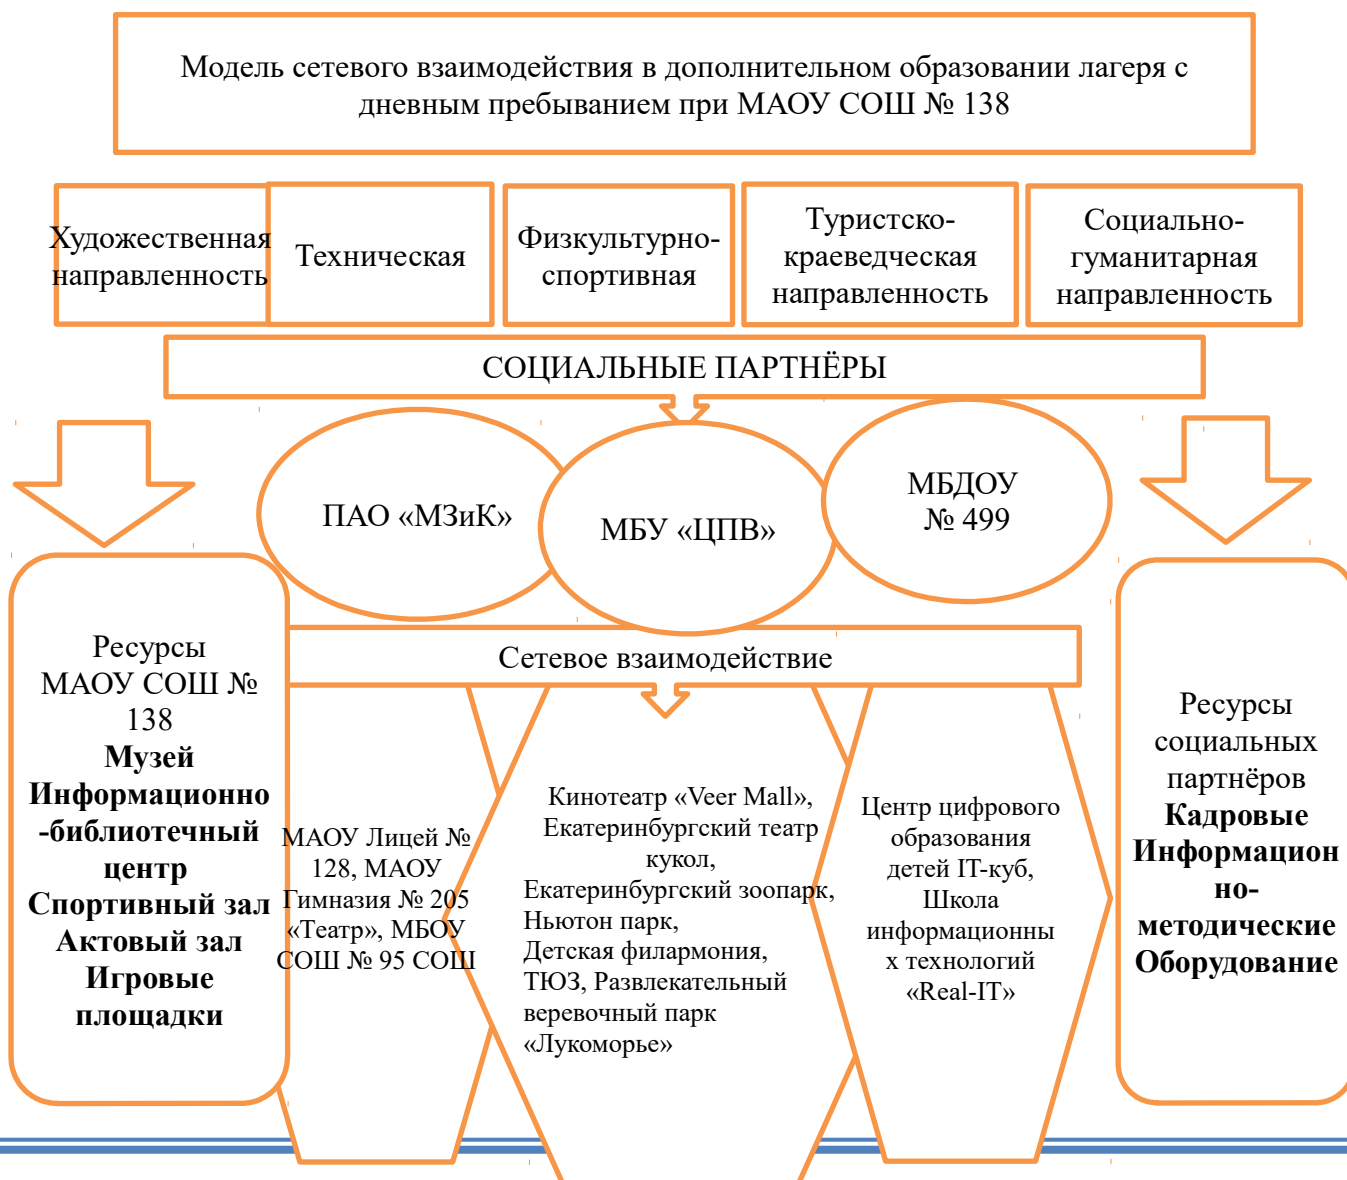 Модель сетевого взаимодействия в дополнительном образовании лагеря с
дневным пребыванием при МАОУ СОШ № 138
Художественная
направленность
Техническая
Физкультурно-
спортивная
Туристско-
краеведческая
направленность
Социально-
гуманитарная
направленность
СОЦИАЛЬНЫЕ ПАРТНЁРЫ
ПАО «МЗиК»
МБУ «ЦПВ»
МБДОУ
№ 499
Сетевое взаимодействие
Ресурсы
МАОУ СОШ №
138
Музей
Информационно
-библиотечный
центр
Спортивный зал
Актовый зал
Игровые
площадки
МАОУ Лицей №
128, МАОУ
Гимназия № 205
«Театр», МБОУ
СОШ № 95 СОШ
Кинотеатр «Veer Mall»,
Екатеринбургский театр
кукол,
Екатеринбургский зоопарк,
Ньютон парк,
Детская филармония,
ТЮЗ, Развлекательный
веревочный парк
«Лукоморье»
Центр цифрового
образования
детей IT-куб,
Школа
информационны
х технологий
«Real-IT»
Ресурсы
социальных
партнёров
Кадровые
Информацион
но-
методические
Оборудование